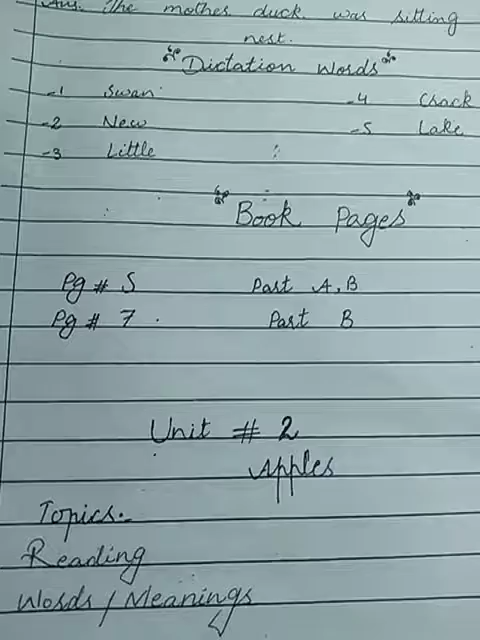 Ans. The mother duck was sitting
nest.
"Dictation Words"
-1 Swan -4 Chack
-2 New -5 Lake
-3 Little
"Book Pages"
Pg # 5 Part A, B
Pg # 7 Part B
Unit # 2
Apples
Topics:-
Reading
Words / Meanings